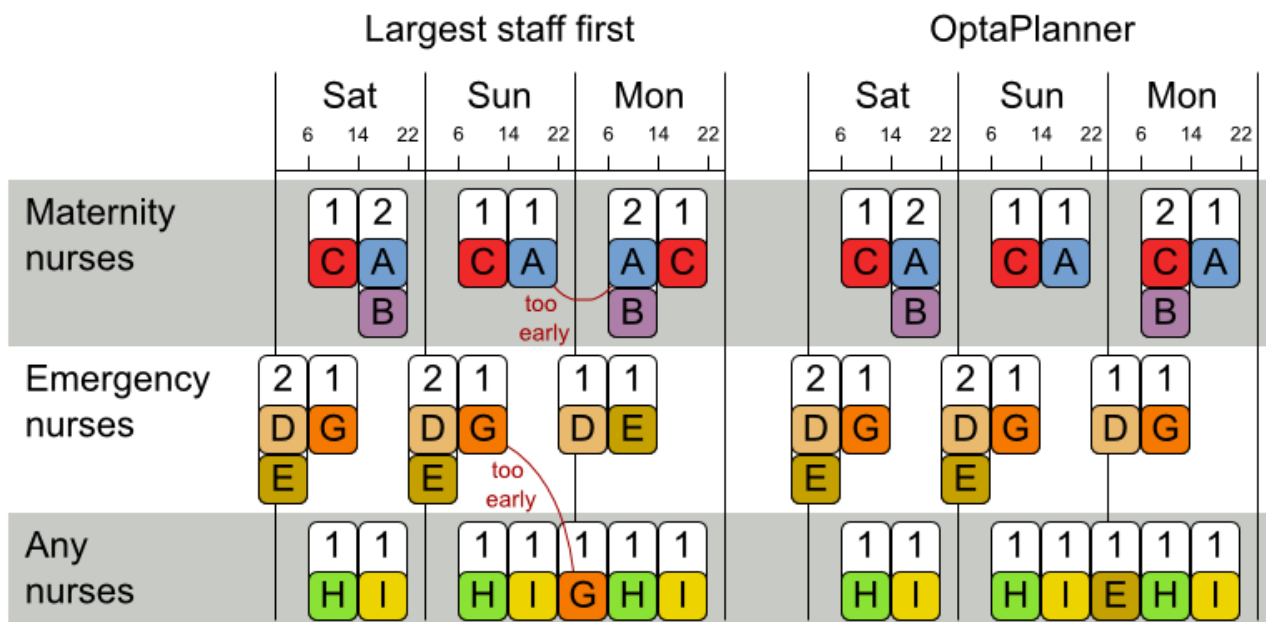 Largest staff first OptaPlanner
Sat Sun Mon Sat Sun Mon
6 14 22 6 14 22 6 14 22 6 14 22 6 14 22 6 14 22
Maternity 1 2 1 1 2 1 1 2 1 1 2 1
nurses C A C A A C C A C A C A
B B B B
too
early
Emergency 2 1 2 1 1 1 2 1 2 1 1 1
nurses D G D G D E D G D G D G
E E E E
too
early
Any 1 1 1 1 1 1 1 1 1 1 1 1 1 1
nurses H I H I G H I H I H I E H I